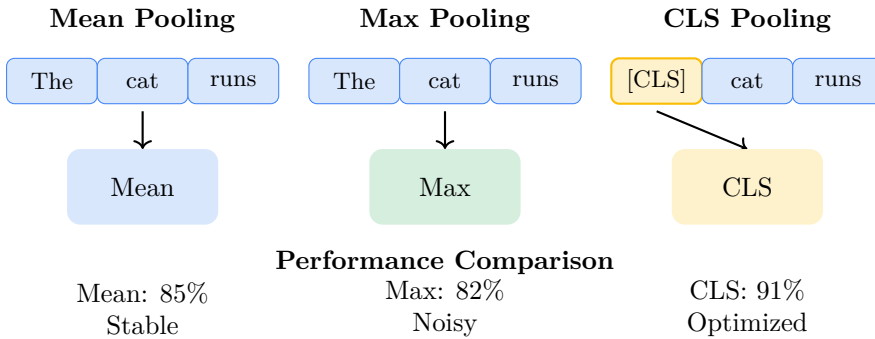 Mean Pooling Max Pooling CLS Pooling
The cat runs The cat runs [CLS] cat runs
Mean Max CLS
Performance Comparison
Mean: 85% Max: 82% CLS: 91%
Stable Noisy Optimized